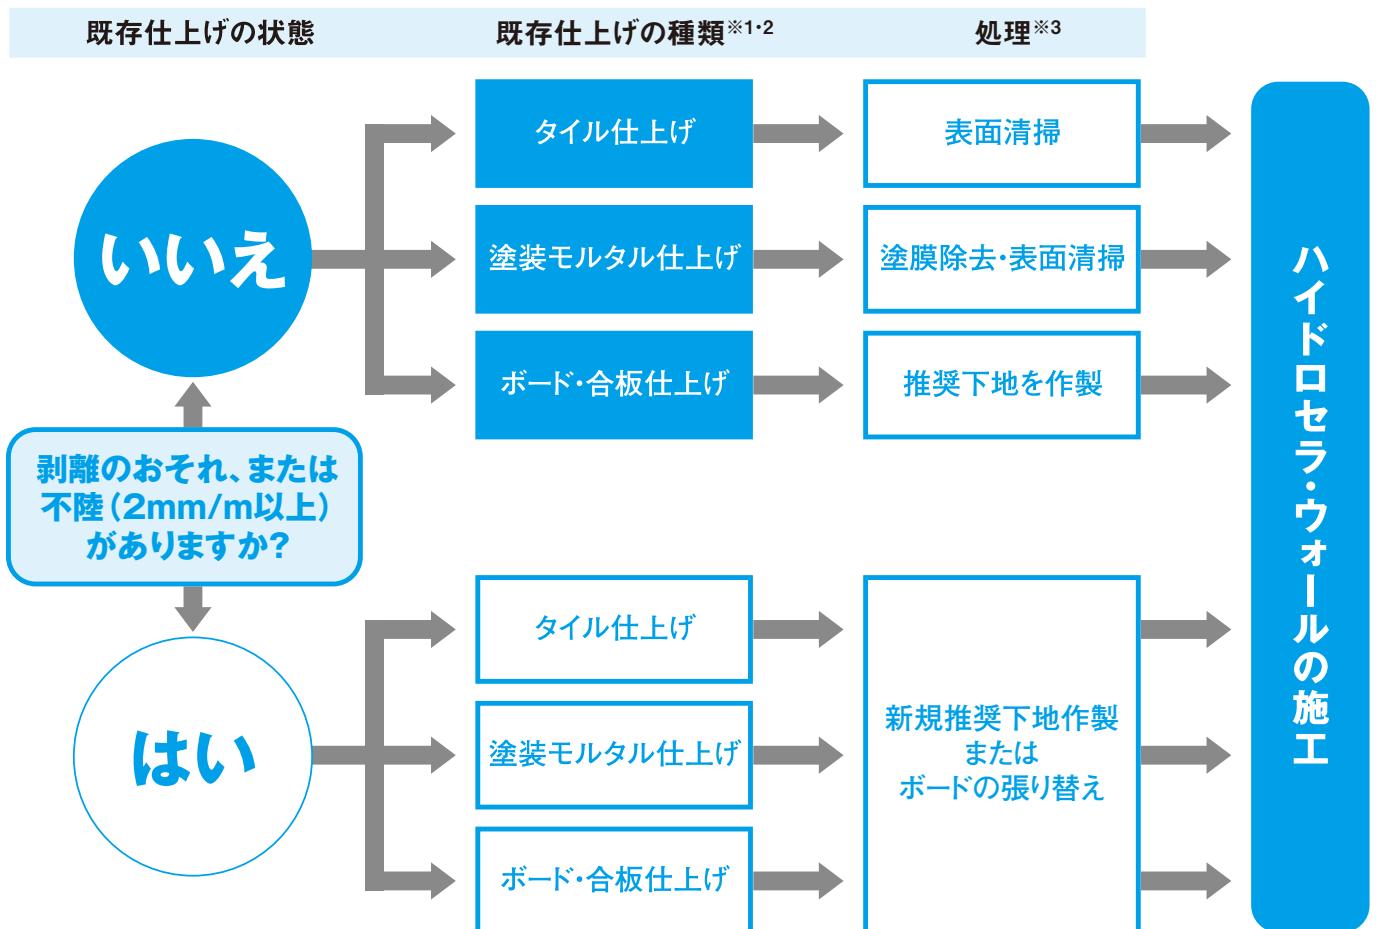 既存仕上げの状態
既存仕上げの種類※1・2
処理※3
いいえ
タイル仕上げ
表面清掃
塗装モルタル仕上げ
塗膜除去・表面清掃
ボード・合板仕上げ
推奨下地を作製
剥離のおそれ、または
不陸（2mm/m以上）
がありますか？
はい
タイル仕上げ
塗装モルタル仕上げ
ボード・合板仕上げ
新規推奨下地作製
または
ボードの張り替え
ハイドロセラ・ウォールの施工